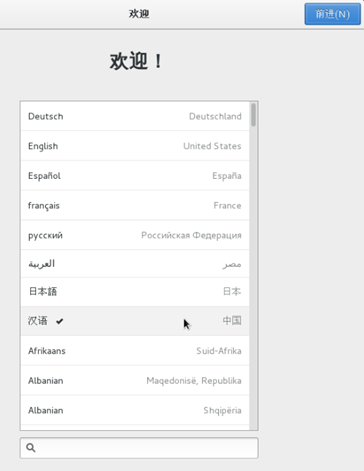 欢迎
前进(N)
欢迎！
Deutsch Deutschland
English United States
Español España
français France
русский Российская Федерация
العربية مصر
日本語 日本
汉语 中国
Afrikaans Suid-Afrika
Albanian Maqedonisë, Republika
Albanian Shqipëria